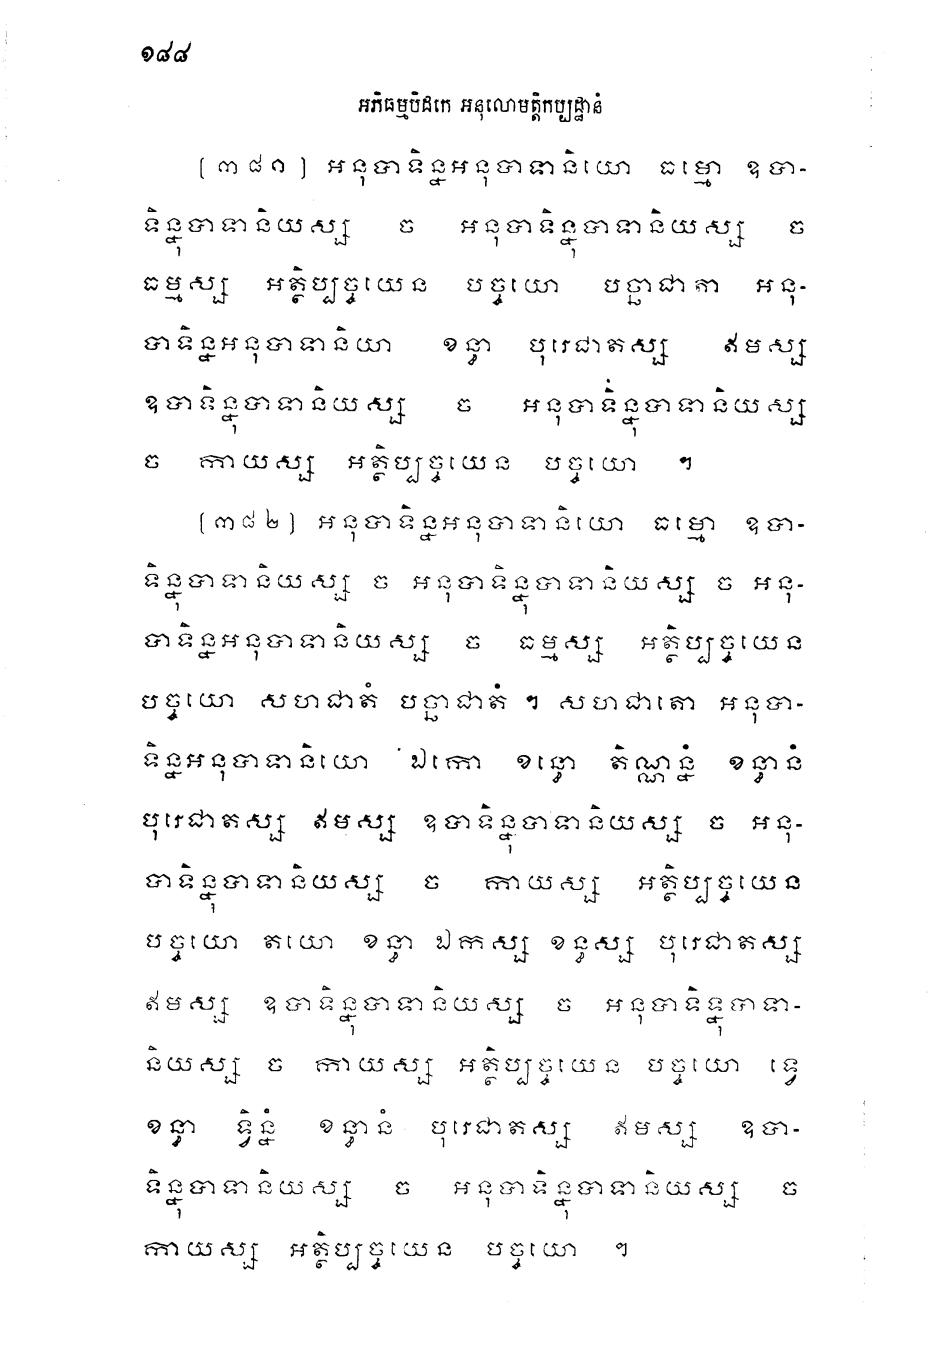 ១៨៨
អភិធម្មបិដកេ អនុលោមត្តិកប្បដ្ឋានំ
[៣៨១] អនុបាទិន្នអនុបាទានិយោ ធម្មោ ឧបា-
ទិន្នុបាទានិយស្ស ច អនុបាទិន្នុបាទានិយស្ស ច
ធម្មស្ស អត្ថិប្បច្ចយេន បច្ចយោ បច្ឆាជាតា អនុ-
បាទិន្នអនុបាទានិយា ខន្ធា បុរេជាតស្ស ឥមស្ស
ឧបាទិន្នុបាទានិយស្ស ច អនុបាទិន្នុបាទានិយស្ស
ច កាយស្ស អត្ថិប្បច្ចយេន បច្ចយោ ។
[៣៨២] អនុបាទិន្នអនុបាទានិយោ ធម្មោ ឧបា-
ទិន្នុបាទានិយស្ស ច អនុបាទិន្នុបាទានិយស្ស ច អនុ-
បាទិន្នអនុបាទានិយស្ស ច ធម្មស្ស អត្ថិប្បច្ចយេន
បច្ចយោ សហជាតំ បច្ឆាជាតំ ។ សហជាតោ អនុបា-
ទិន្នអនុបាទានិយោ ឯកោ ខន្ធោ តិណ្ណន្នំ ខន្ធានំ
បុរេជាតស្ស ឥមស្ស ឧបាទិន្នុបាទានិយស្ស ច អនុ-
បាទិន្នុបាទានិយស្ស ច កាយស្ស អត្ថិប្បច្ចយេន
បច្ចយោ តយោ ខន្ធា ឯកស្ស ខន្ធស្ស បុរេជាតស្ស
ឥមស្ស ឧបាទិន្នុបាទានិយស្ស ច អនុបាទិន្នុបាទា-
និយស្ស ច កាយស្ស អត្ថិប្បច្ចយេន បច្ចយោ ទ្វេ
ខន្ធា ទ្វិន្នំ ខន្ធានំ បុរេជាតស្ស ឥមស្ស ឧបា-
ទិន្នុបាទានិយស្ស ច អនុបាទិន្នុបាទានិយស្ស ច
កាយស្ស អត្ថិប្បច្ចយេន បច្ចយោ ។